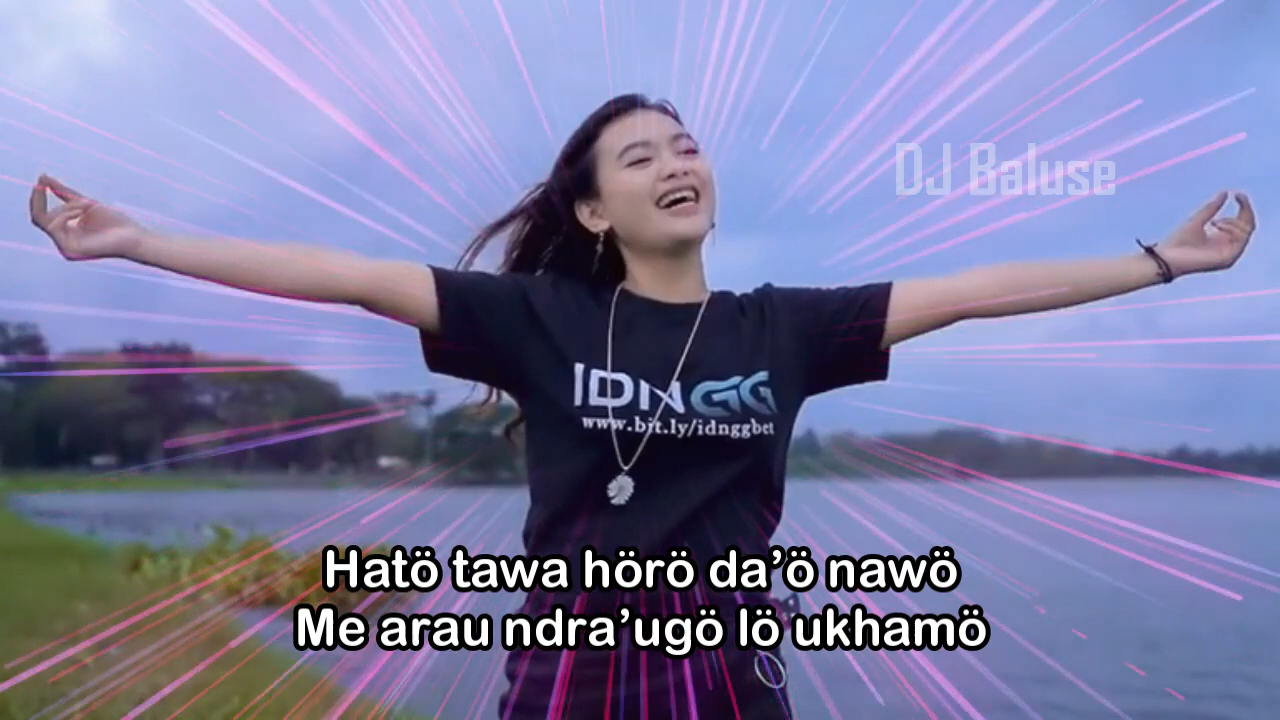 DJ Baluse
IDNGG
www.bit.ly/idnggbet
Hatö tawa hörö da’ö nawö
Me arau ndra’ugö lö ukhamö